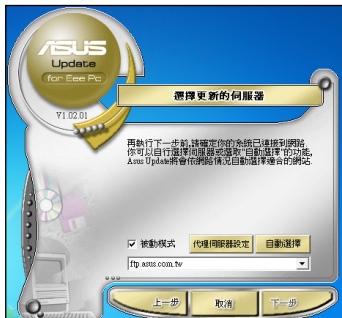 ASUS
Update
for Eee Pc
V1.02.01
選擇更新的伺服器
再執行下一步前,請確定你的系統已連接到網路.
你可以自行選擇伺服器或選取"自動選擇"的功能,
Asus Update將會依網路情況自動選擇適合的網站.
被動模式
代理伺服器設定
自動選擇
ftp.asus.com.tw
上一步
取消
下一步